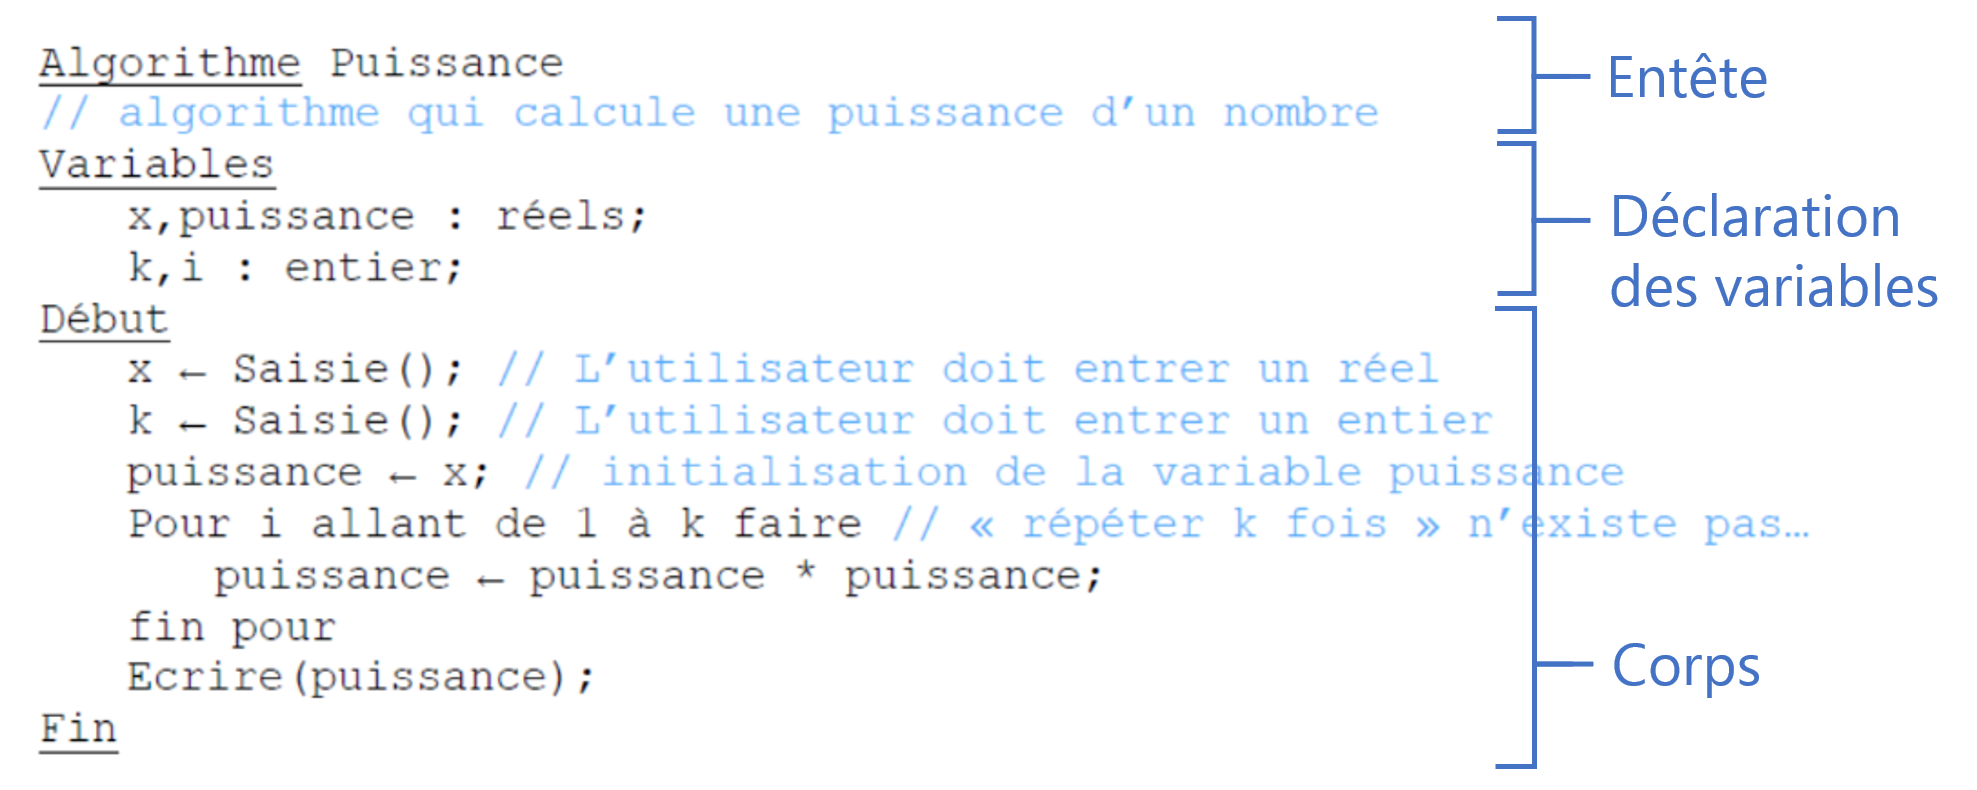 Algorithme Puissance
// algorithme qui calcule une puissance d’un nombre
Variables
x,puissance : réels;
k,i : entier;
Début
x ← Saisie(); // L’utilisateur doit entrer un réel
k ← Saisie(); // L’utilisateur doit entrer un entier
puissance ← x; // initialisation de la variable puissance
Pour i allant de 1 à k faire // « répéter k fois » n’existe pas…
puissance ← puissance * puissance;
fin pour
Ecrire(puissance);
Fin
Entête
Déclaration
des variables
Corps